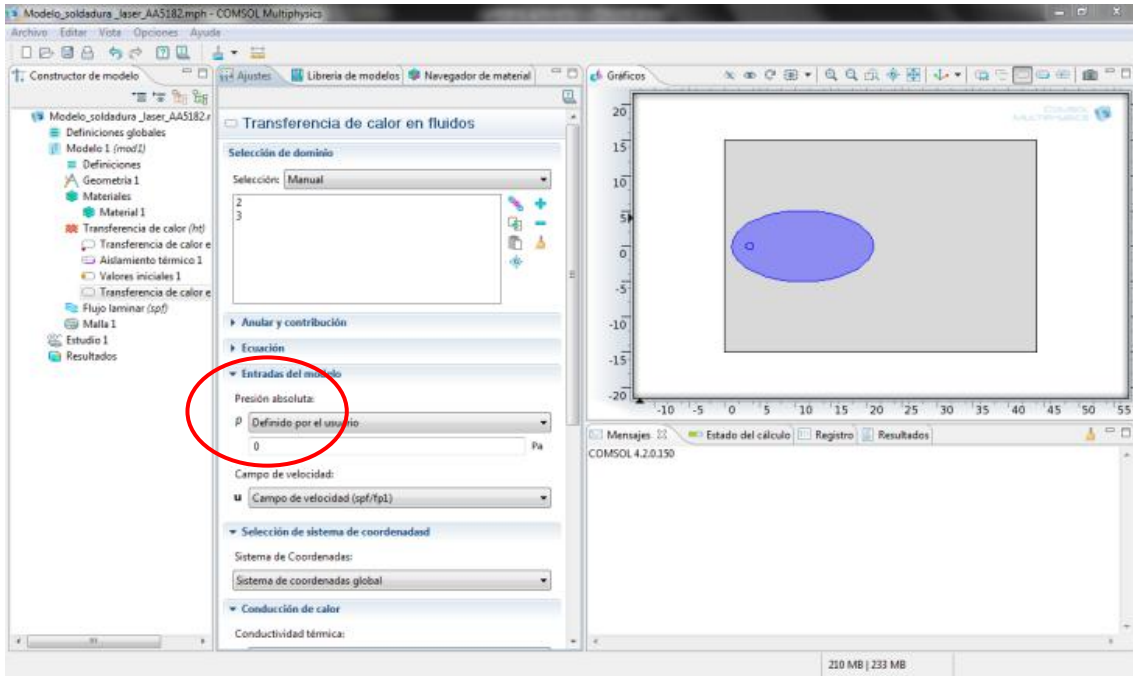 Modelo_soldadura _laser_AA5182.mph - COMSOL Multiphysics
Archivo Editar Vista Opciones Ayuda
Constructor de modelo
Modelo_soldadura _laser_AA5182.r
Definiciones globales
Modelo 1 (mod1)
Definiciones
Geometría 1
Materiales
Material 1
Transferencia de calor (ht)
Transferencia de calor e
Aislamiento térmico 1
Valores iniciales 1
Transferencia de calor e
Flujo laminar (spf)
Malla 1
Estudio 1
Resultados
Ajustes Librería de modelos Navegador de material
Transferencia de calor en fluidos
Selección de dominio
Selección: Manual
2
3
Anular y contribución
Ecuación
Entradas del modelo
Presión absoluta:
p Definido por el usuario
0 Pa
Campo de velocidad:
u Campo de velocidad (spf/fp1)
Selección de sistema de coordenadasd
Sistema de Coordenadas:
Sistema de coordenadas global
Conducción de calor
Conductividad térmica:
Gráficos
COMSOL
MULTIPHYSICS
20
15
10
5
0
-5
-10
-15
-20
-10 -5 0 5 10 15 20 25 30 35 40 45 50 55
Mensajes Estado del cálculo Registro Resultados
COMSOL 4.2.0.150
210 MB | 233 MB